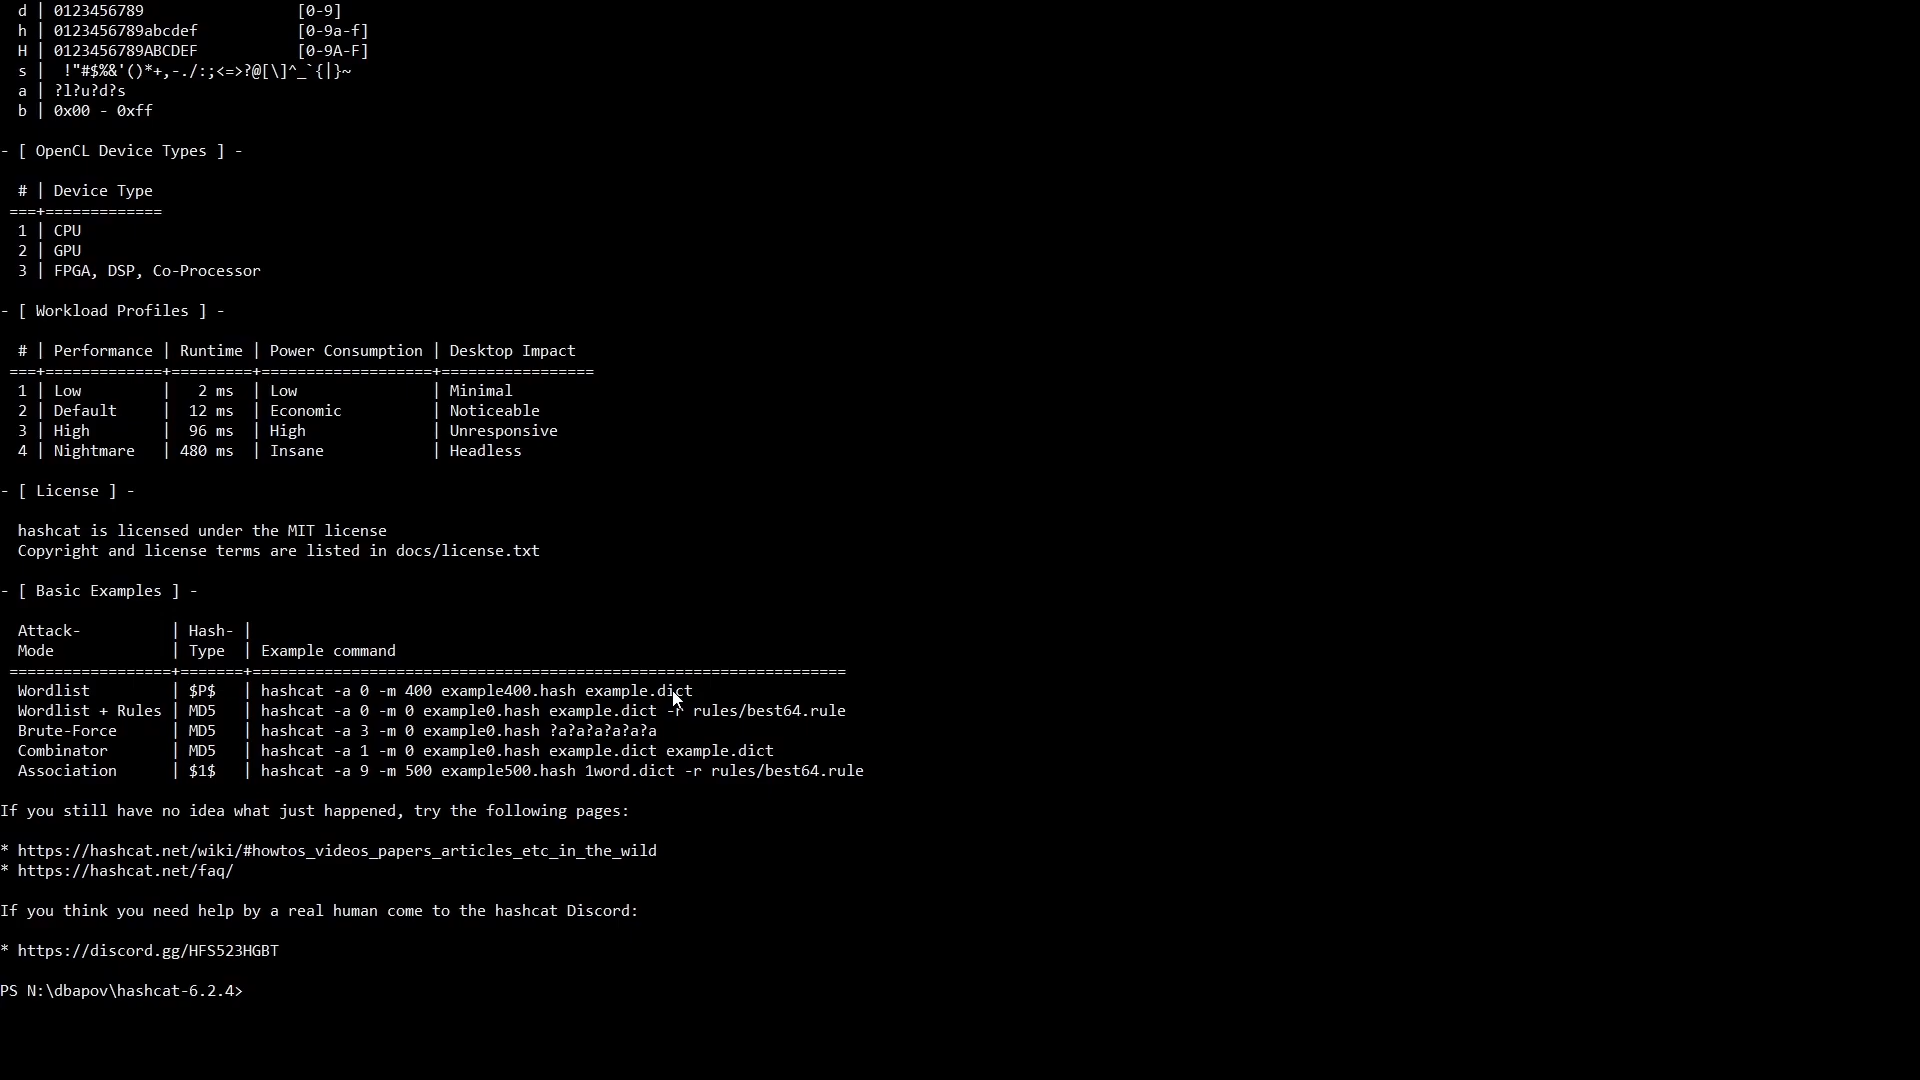 d | 0123456789                 [0-9]
  h | 0123456789abcdef           [0-9a-f]
  H | 0123456789ABCDEF           [0-9A-F]
  s |  !"#$%&'()*+,-./:;<=>?@[\]^_`{|}~
  a | ?l?u?d?s
  b | 0x00 - 0xff

- [ OpenCL Device Types ] -

  # | Device Type
 ===+=============
  1 | CPU
  2 | GPU
  3 | FPGA, DSP, Co-Processor

- [ Workload Profiles ] -

  # | Performance | Runtime | Power Consumption | Desktop Impact
 ===+=============+=========+===================+=================
  1 | Low         |   2 ms  | Low               | Minimal
  2 | Default     |  12 ms  | Economic          | Noticeable
  3 | High        |  96 ms  | High              | Unresponsive
  4 | Nightmare   | 480 ms  | Insane            | Headless

- [ License ] -

  hashcat is licensed under the MIT license
  Copyright and license terms are listed in docs/license.txt

- [ Basic Examples ] -

  Attack-          | Hash- |
  Mode             | Type  | Example command
 ==================+=======+==================================================================
  Wordlist         | $P$   | hashcat -a 0 -m 400 example400.hash example.dict
  Wordlist + Rules | MD5   | hashcat -a 0 -m 0 example0.hash example.dict -r rules/best64.rule
  Brute-Force      | MD5   | hashcat -a 3 -m 0 example0.hash ?a?a?a?a?a?a
  Combinator       | MD5   | hashcat -a 1 -m 0 example0.hash example.dict example.dict
  Association      | $1$   | hashcat -a 9 -m 500 example500.hash 1word.dict -r rules/best64.rule

If you still have no idea what just happened, try the following pages:

* https://hashcat.net/wiki/#howtos_videos_papers_articles_etc_in_the_wild
* https://hashcat.net/faq/

If you think you need help by a real human come to the hashcat Discord:

* https://discord.gg/HFS523HGBT

PS N:\dbapov\hashcat-6.2.4>